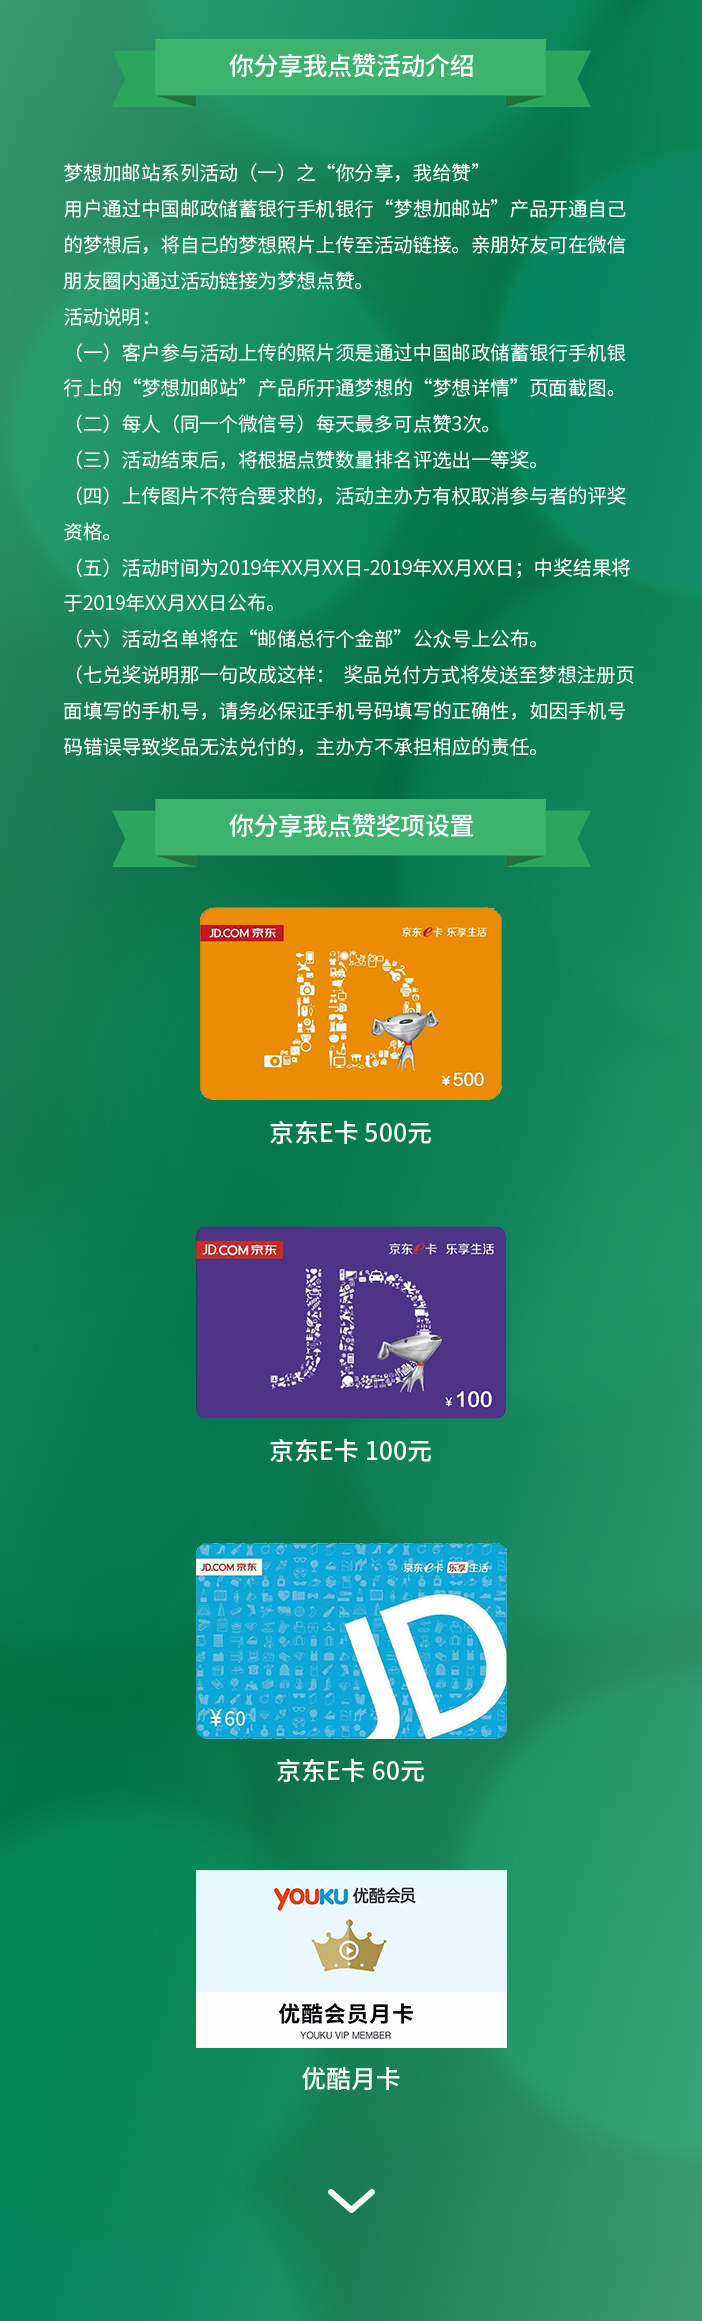 你分享我点赞活动介绍
梦想加邮站系列活动（一）之“你分享，我给赞”
用户通过中国邮政储蓄银行手机银行“梦想加邮站”产品开通自己
的梦想后，将自己的梦想照片上传至活动链接。亲朋好友可在微信
朋友圈内通过活动链接为梦想点赞。
活动说明：
（一）客户参与活动上传的照片须是通过中国邮政储蓄银行手机银
行上的“梦想加邮站”产品所开通梦想的“梦想详情”页面截图。
（二）每人（同一个微信号）每天最多可点赞3次。
（三）活动结束后，将根据点赞数量排名评选出一等奖。
（四）上传图片不符合要求的，活动主办方有权取消参与者的评奖
资格。
（五）活动时间为2019年XX月XX日-2019年XX月XX日；中奖结果将
于2019年XX月XX日公布。
（六）活动名单将在“邮储总行个金部”公众号上公布。
（七兑奖说明那一句改成这样： 奖品兑付方式将发送至梦想注册页
面填写的手机号，请务必保证手机号码填写的正确性，如因手机号
码错误导致奖品无法兑付的，主办方不承担相应的责任。
你分享我点赞奖项设置
JD.COM 京东 京东e卡 乐享生活
JD
¥500
京东E卡 500元
JD.COM 京东 京东e卡 乐享生活
JD
¥100
京东E卡 100元
JD.COM 京东 京东e卡 乐享生活
JD
¥60
京东E卡 60元
YOUKU 优酷会员
优酷会员月卡
YOUKU VIP MEMBER
优酷月卡